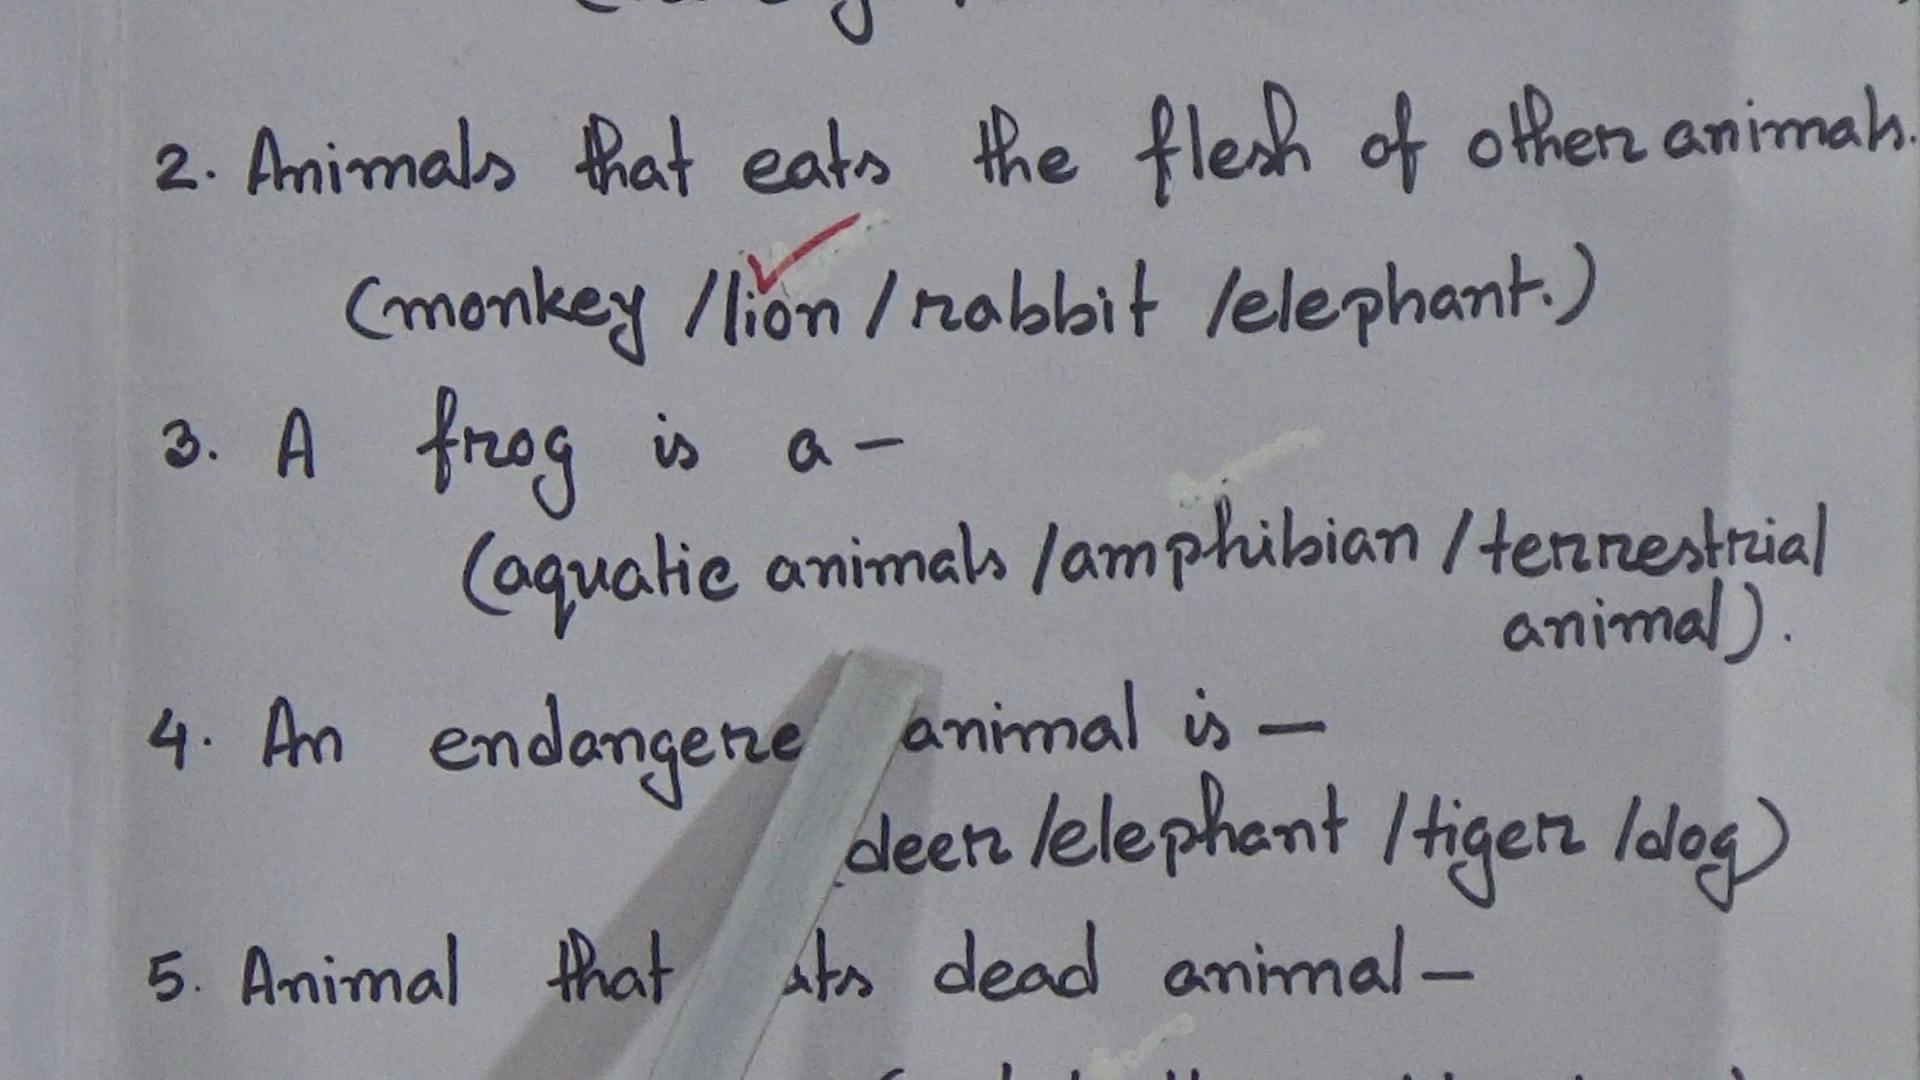 2. Animals that eats the flesh of other animals.
(monkey / lion / rabbit / elephant.)
3. A frog is a –
(aquatic animals / amphibian / terrestrial
animal).
4. An endangere animal is –
deer / elephant / tiger / dog)
5. Animal that dead animal –